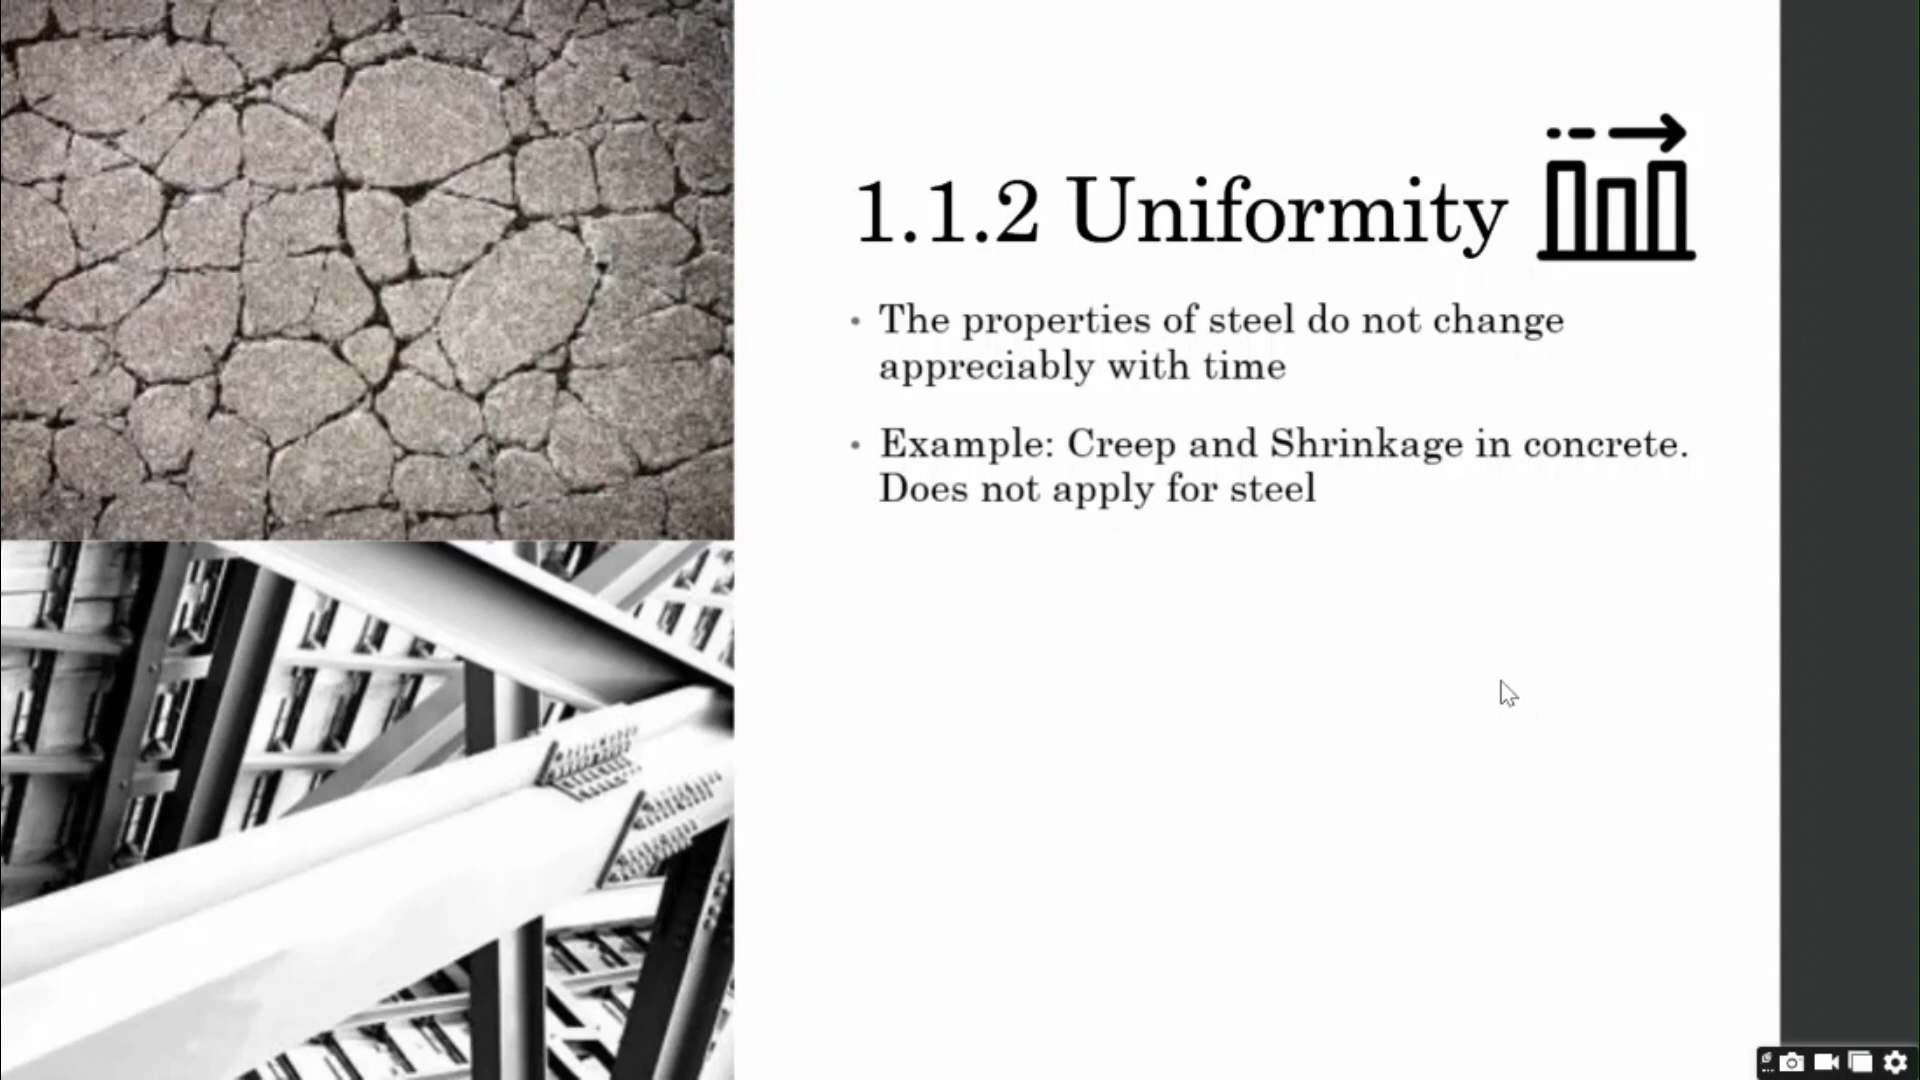 1.1.2 Uniformity
• The properties of steel do not change
appreciably with time
• Example: Creep and Shrinkage in concrete.
Does not apply for steel